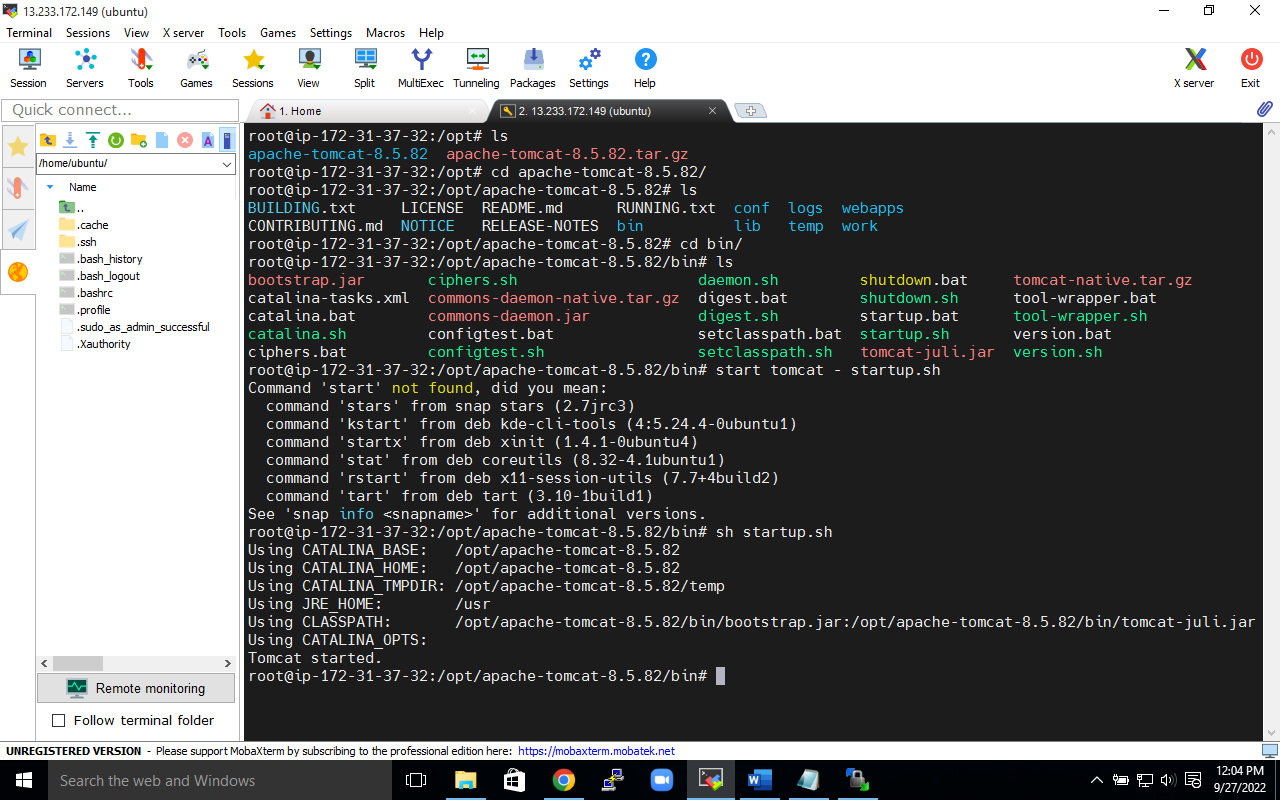 13.233.172.149 (ubuntu)
Terminal Sessions View X server Tools Games Settings Macros Help
Session Servers Tools Games Sessions View Split MultiExec Tunneling Packages Settings Help X server Exit
Quick connect...
1. Home
2. 13.233.172.149 (ubuntu)
/home/ubuntu/
Name
..
.cache
.ssh
.bash_history
.bash_logout
.bashrc
.profile
.sudo_as_admin_successful
.Xauthority
Remote monitoring
Follow terminal folder
root@ip-172-31-37-32:/opt# ls
apache-tomcat-8.5.82 apache-tomcat-8.5.82.tar.gz
root@ip-172-31-37-32:/opt# cd apache-tomcat-8.5.82/
root@ip-172-31-37-32:/opt/apache-tomcat-8.5.82# ls
BUILDING.txt LICENSE README.md RUNNING.txt conf logs webapps
CONTRIBUTING.md NOTICE RELEASE-NOTES bin lib temp work
root@ip-172-31-37-32:/opt/apache-tomcat-8.5.82# cd bin/
root@ip-172-31-37-32:/opt/apache-tomcat-8.5.82/bin# ls
bootstrap.jar ciphers.sh daemon.sh shutdown.bat tomcat-native.tar.gz
catalina-tasks.xml commons-daemon-native.tar.gz digest.bat shutdown.sh tool-wrapper.bat
catalina.bat commons-daemon.jar digest.sh startup.bat tool-wrapper.sh
catalina.sh configtest.bat setclasspath.bat startup.sh version.bat
ciphers.bat configtest.sh setclasspath.sh tomcat-juli.jar version.sh
root@ip-172-31-37-32:/opt/apache-tomcat-8.5.82/bin# start tomcat - startup.sh
Command 'start' not found, did you mean:
command 'stars' from snap stars (2.7jrc3)
command 'kstart' from deb kde-cli-tools (4:5.24.4-0ubuntu1)
command 'startx' from deb xinit (1.4.1-0ubuntu4)
command 'stat' from deb coreutils (8.32-4.1ubuntu1)
command 'rstart' from deb x11-session-utils (7.7+4build2)
command 'tart' from deb tart (3.10-1build1)
See 'snap info <snapname>' for additional versions.
root@ip-172-31-37-32:/opt/apache-tomcat-8.5.82/bin# sh startup.sh
Using CATALINA_BASE: /opt/apache-tomcat-8.5.82
Using CATALINA_HOME: /opt/apache-tomcat-8.5.82
Using CATALINA_TMPDIR: /opt/apache-tomcat-8.5.82/temp
Using JRE_HOME: /usr
Using CLASSPATH: /opt/apache-tomcat-8.5.82/bin/bootstrap.jar:/opt/apache-tomcat-8.5.82/bin/tomcat-juli.jar
Using CATALINA_OPTS:
Tomcat started.
root@ip-172-31-37-32:/opt/apache-tomcat-8.5.82/bin#
UNREGISTERED VERSION - Please support MobaXterm by subscribing to the professional edition here: https://mobaxterm.mobatek.net
Search the web and Windows
12:04 PM
9/27/2022